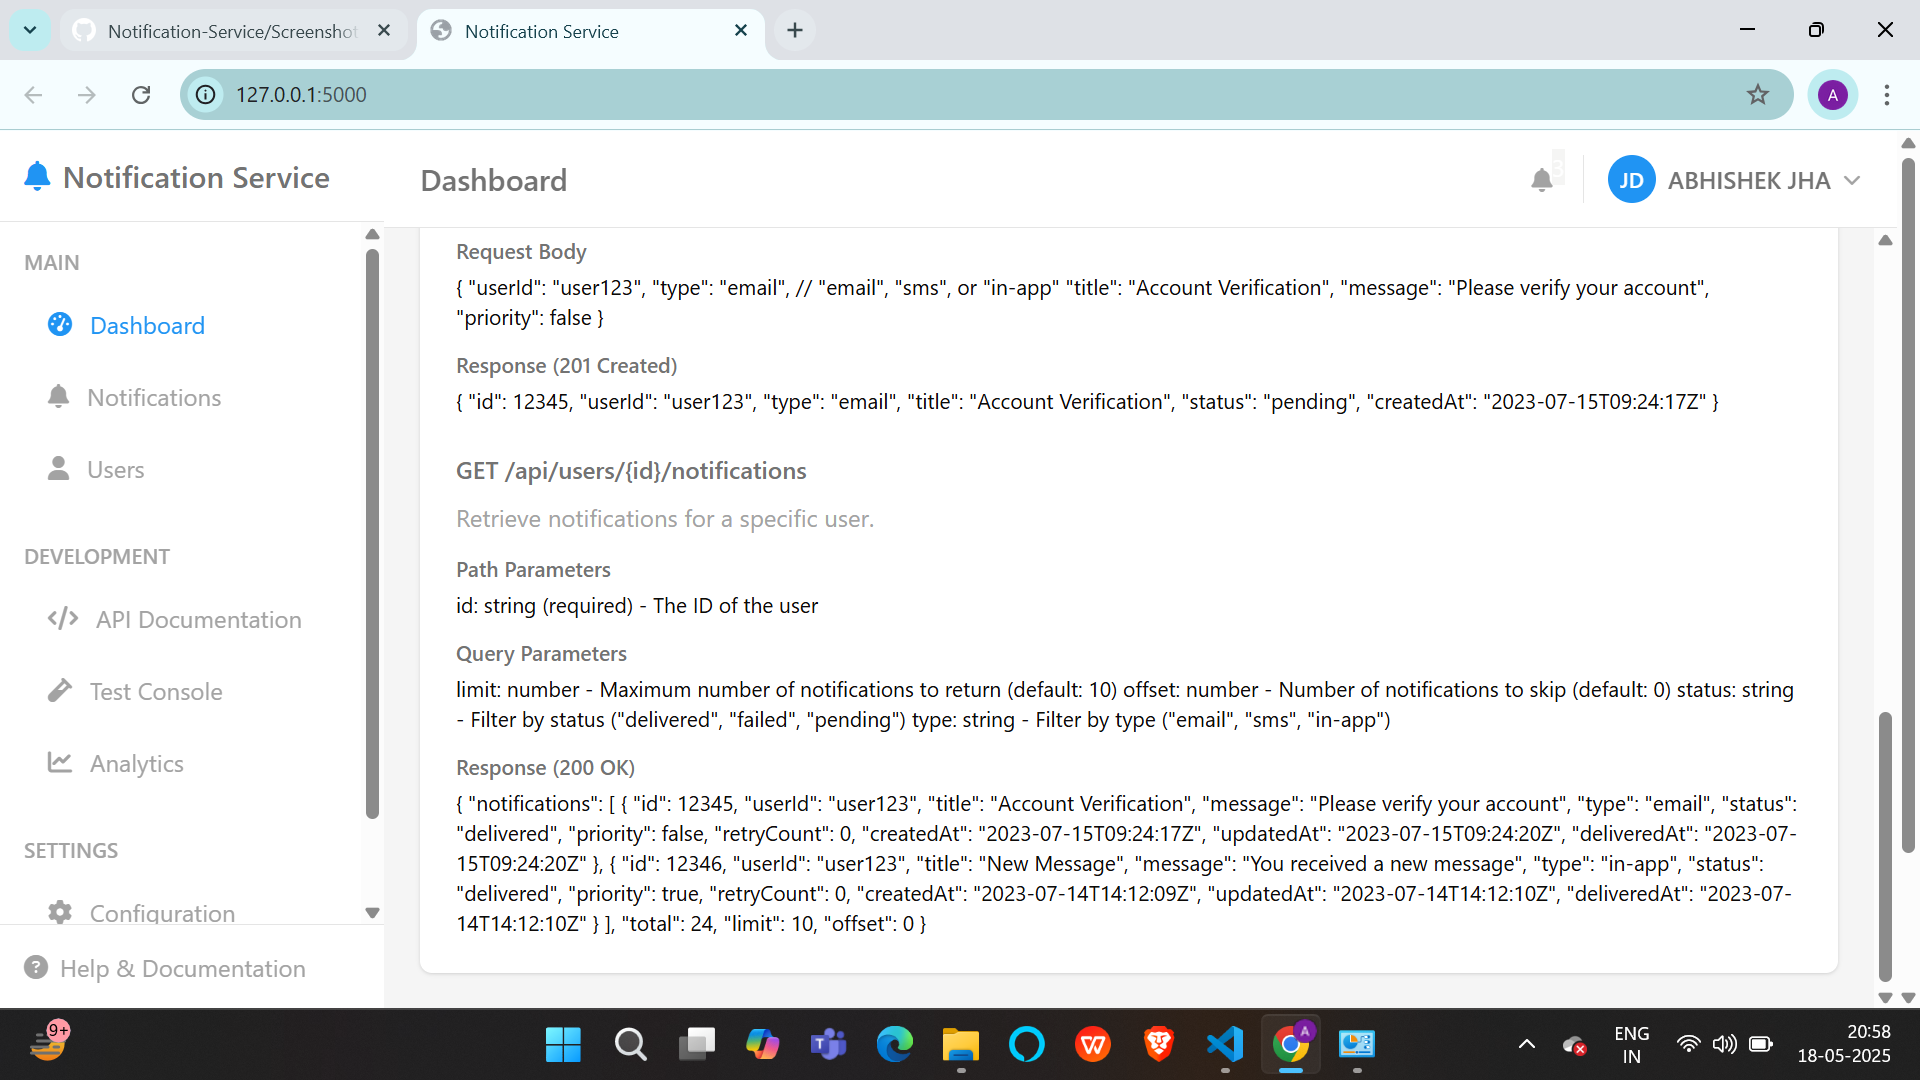 Notification-Service/Screenshot
Notification Service
127.0.0.1:5000
A
Notification Service
Dashboard
3
JD
ABHISHEK JHA
MAIN
Dashboard
Notifications
Users
DEVELOPMENT
API Documentation
Test Console
Analytics
SETTINGS
Configuration
Help & Documentation
Request Body
{ "userId": "user123", "type": "email", // "email", "sms", or "in-app" "title": "Account Verification", "message": "Please verify your account",
"priority": false }
Response (201 Created)
{ "id": 12345, "userId": "user123", "type": "email", "title": "Account Verification", "status": "pending", "createdAt": "2023-07-15T09:24:17Z" }
GET /api/users/{id}/notifications
Retrieve notifications for a specific user.
Path Parameters
id: string (required) - The ID of the user
Query Parameters
limit: number - Maximum number of notifications to return (default: 10) offset: number - Number of notifications to skip (default: 0) status: string
- Filter by status ("delivered", "failed", "pending") type: string - Filter by type ("email", "sms", "in-app")
Response (200 OK)
{ "notifications": [ { "id": 12345, "userId": "user123", "title": "Account Verification", "message": "Please verify your account", "type": "email", "status":
"delivered", "priority": false, "retryCount": 0, "createdAt": "2023-07-15T09:24:17Z", "updatedAt": "2023-07-15T09:24:20Z", "deliveredAt": "2023-07-
15T09:24:20Z" }, { "id": 12346, "userId": "user123", "title": "New Message", "message": "You received a new message", "type": "in-app", "status":
"delivered", "priority": true, "retryCount": 0, "createdAt": "2023-07-14T14:12:09Z", "updatedAt": "2023-07-14T14:12:10Z", "deliveredAt": "2023-07-
14T14:12:10Z" } ], "total": 24, "limit": 10, "offset": 0 }
9+
T
W
A
ENG
IN
20:58
18-05-2025